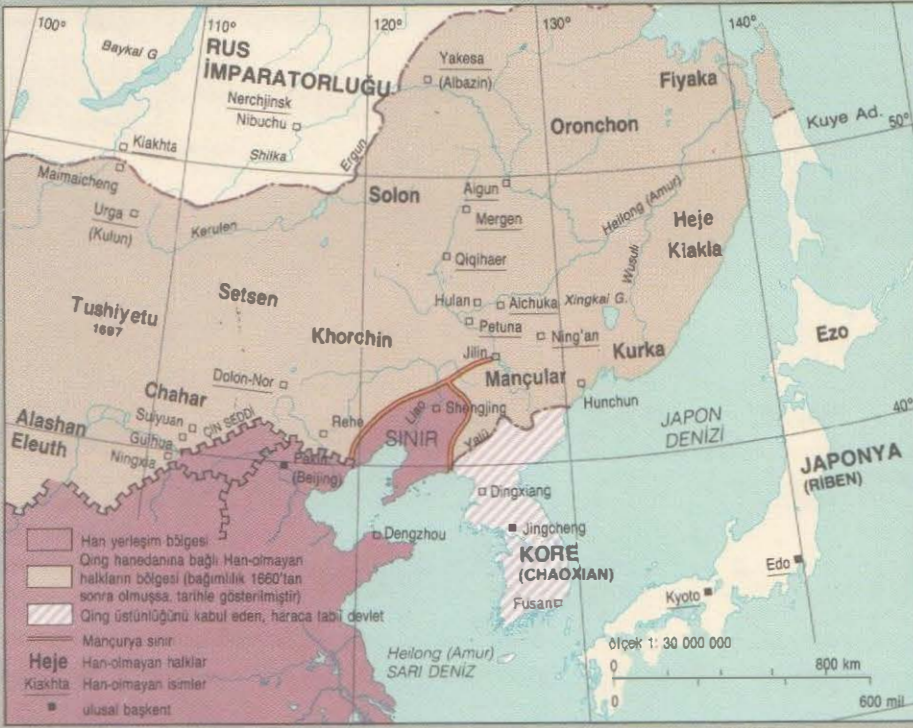 100°
110°
120°
130°
140°
50°
40°
Baykal G.
RUS
İMPARATORLUĞU
Nerchjinsk
Nibuchu
Yakesa
(Albazin)
Fiyaka
Oronchon
Kuye Ad.
Kiakhta
Maimaicheng
Shilka
Ergun
Solon
Aigun
Mergen
Heilong (Amur)
Heje
Kiakla
Urga
(Kulun)
Kerulen
Qiqihaer
Wusuli
Setsen
Tushiyetu
1697
Hulan
Alchuka
Xingkai G.
Petuna
Ning'an
Khorchin
Jilin
Kurka
Ezo
Mançular
Dolon-Nor
Hunchun
Chahar
Alashan
Eleuth
Suiyuan
ÇIN SEDDİ
Guihua
Ningxia
Rehe
Liao
Shengjing
SINIR
Yalü
JAPON
DENİZİ
JAPONYA
(RİBEN)
Pekin
(Beijing)
Dingxiang
Dengzhou
Jingcheng
KORE
(CHAOXIAN)
Fusan
Edo
Kyoto
Han yerleşim bölgesi
Qing hanedanına bağlı Han-olmayan
halkların bölgesi (bağımlılık 1660'tan
sonra olmuşsa, tarihle gösterilmiştir)
Qing üstünlüğünü kabul eden, haraca tabi devlet
Mançurya sınırı
Heje Han-olmayan halklar
Kiakhta Han-olmayan isimler
ulusal başkent
Heilong (Amur)
SARI DENİZ
ölçek 1: 30 000 000
0 800 km
0 600 mil